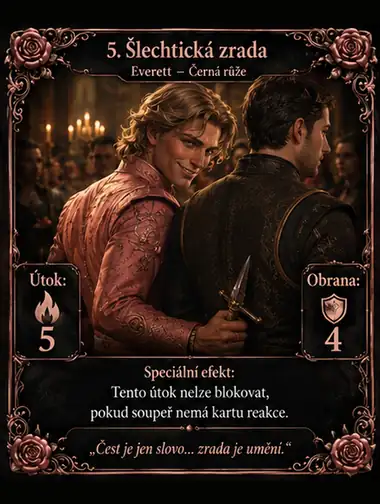 5. Šlechtická zrada
Everett – Černá růže
Útok:
5
Obrana:
4
Speciální efekt:
Tento útok nelze blokovat,
pokud soupeř nemá kartu reakce.
„Čest je jen slovo... zrada je umění.“